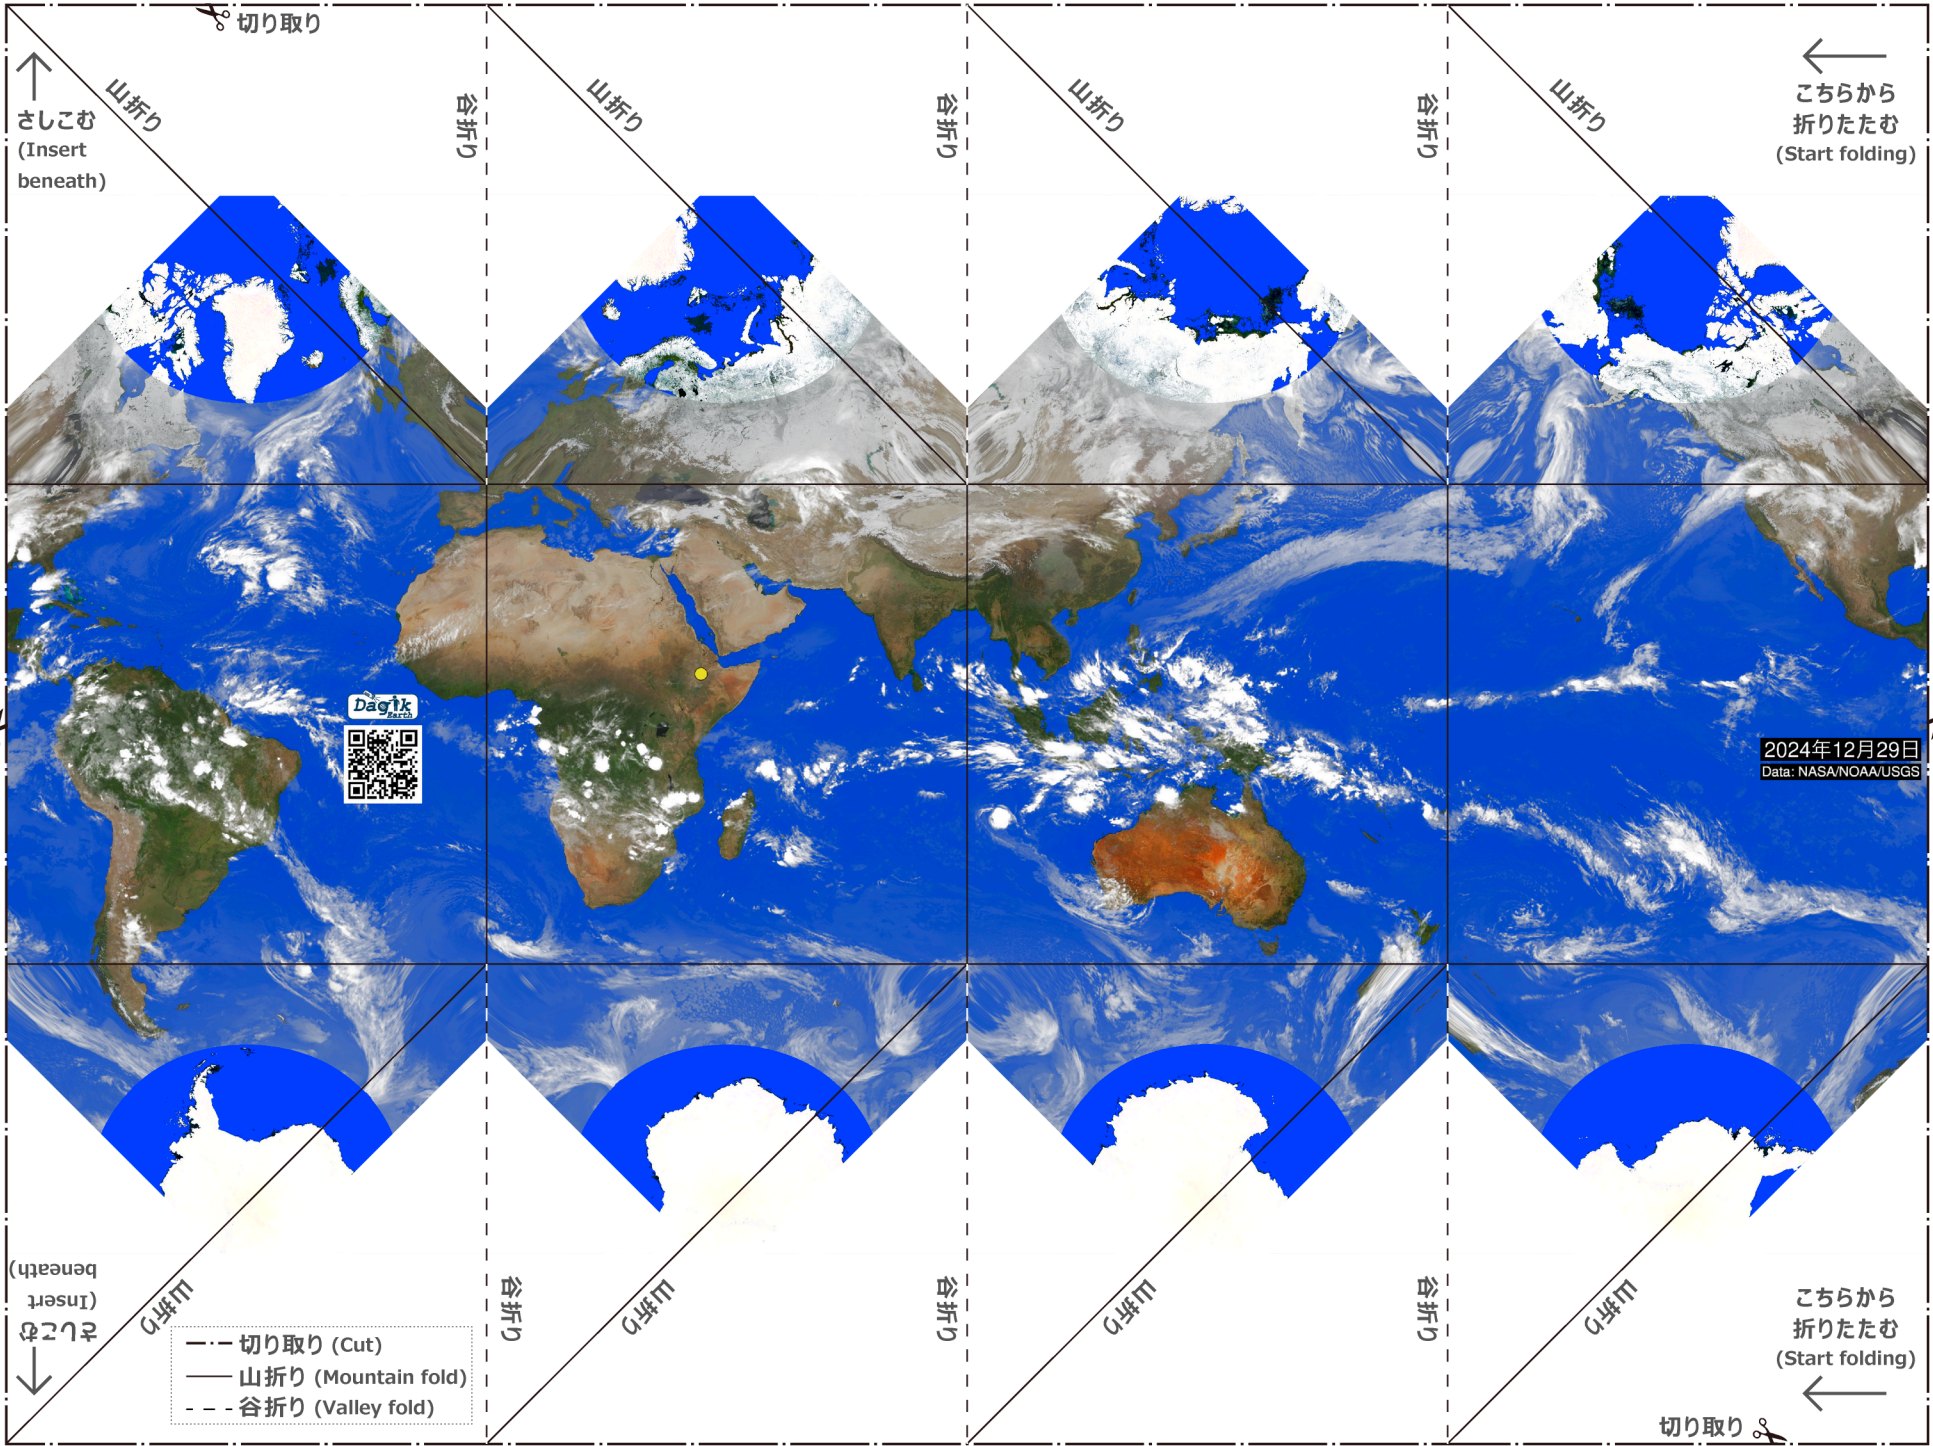 切り取り
山折り
谷折り
山折り
谷折り
山折り
谷折り
山折り
さしこむ
(Insert
beneath)
こちらから
折りたたむ
(Start folding)
Dagik
Earth
2024年12月29日
Data: NASA/NOAA/USGS
さしこむ
(Insert
beneath)
山折り
谷折り
山折り
谷折り
山折り
谷折り
山折り
こちらから
折りたたむ
(Start folding)
切り取り (Cut)
山折り (Mountain fold)
谷折り (Valley fold)
切り取り